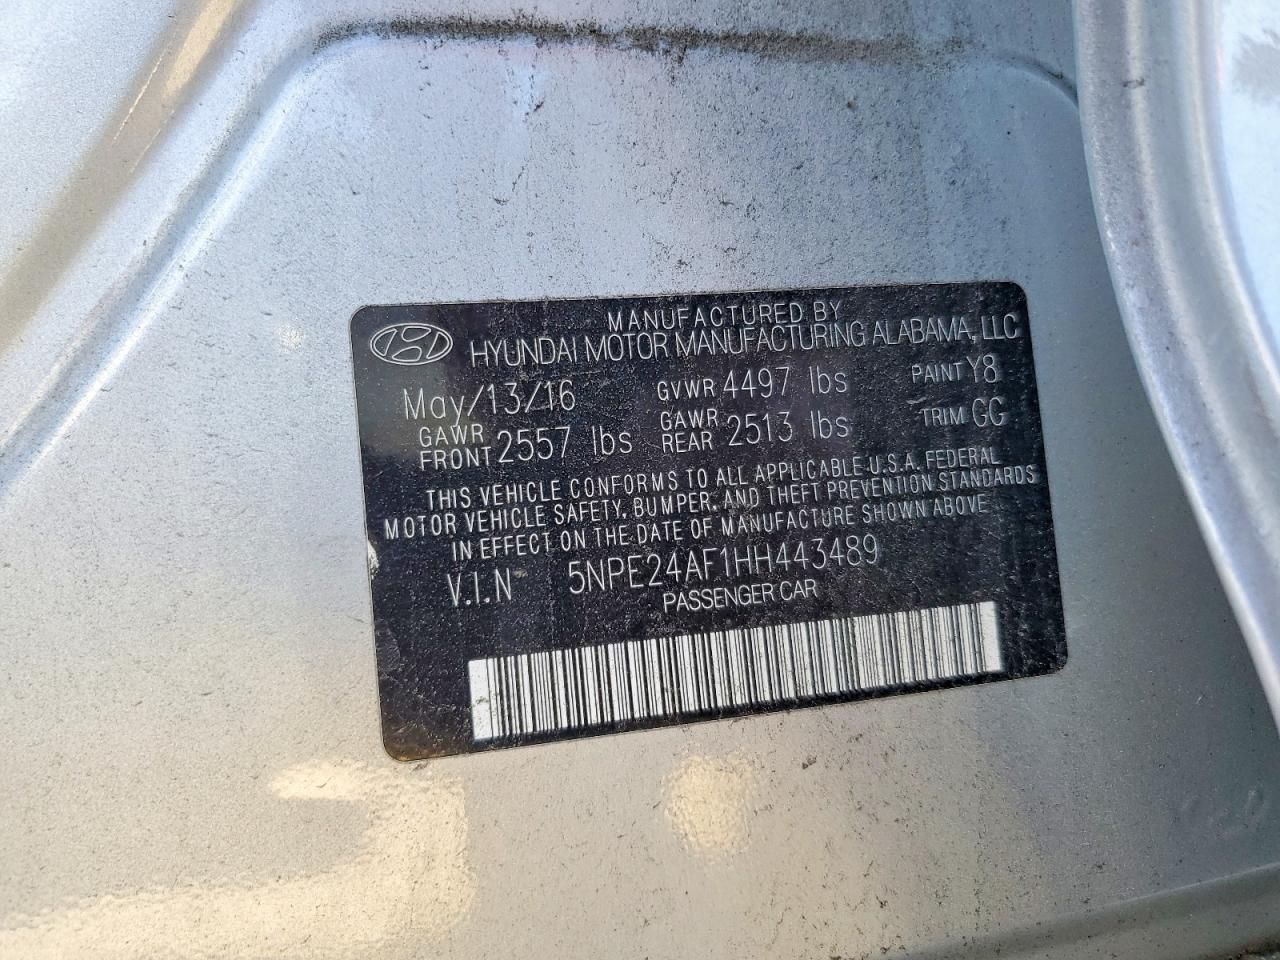 MANUFACTURED BY
HYUNDAI MOTOR MANUFACTURING ALABAMA, LLC
May/13/16 GVWR 4497 lbs PAINT Y8
GAWR FRONT 2557 lbs GAWR REAR 2513 lbs TRIM GG
THIS VEHICLE CONFORMS TO ALL APPLICABLE U.S.A. FEDERAL
MOTOR VEHICLE SAFETY, BUMPER, AND THEFT PREVENTION STANDARDS
IN EFFECT ON THE DATE OF MANUFACTURE SHOWN ABOVE
V.I.N 5NPE24AF1HH443489
PASSENGER CAR